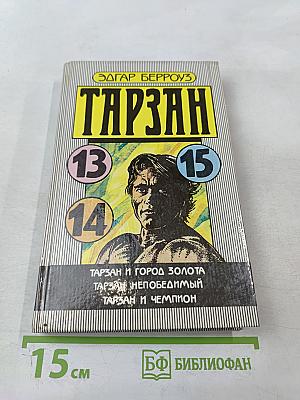 ЭДГАР БЕРРОУЗ
ТАРЗАН
13
15
14
ТАРЗАН И ГОРОД ЗОЛОТА
ТАРЗАН НЕПОБЕДИМЫЙ
ТАРЗАН И ЧЕМПИОН
15 см
БФ БИБЛИОФАН